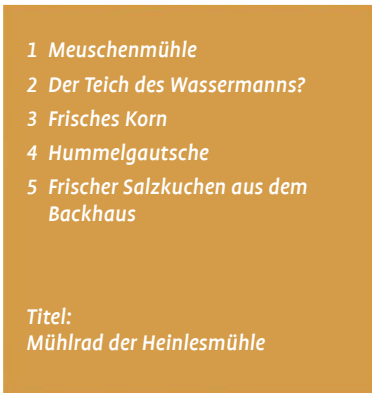 1 Meuschenmühle
2 Der Teich des Wassermanns?
3 Frisches Korn
4 Hummelgautsche
5 Frischer Salzkuchen aus dem
Backhaus
Titel:
Mühlrad der Heinlesmühle